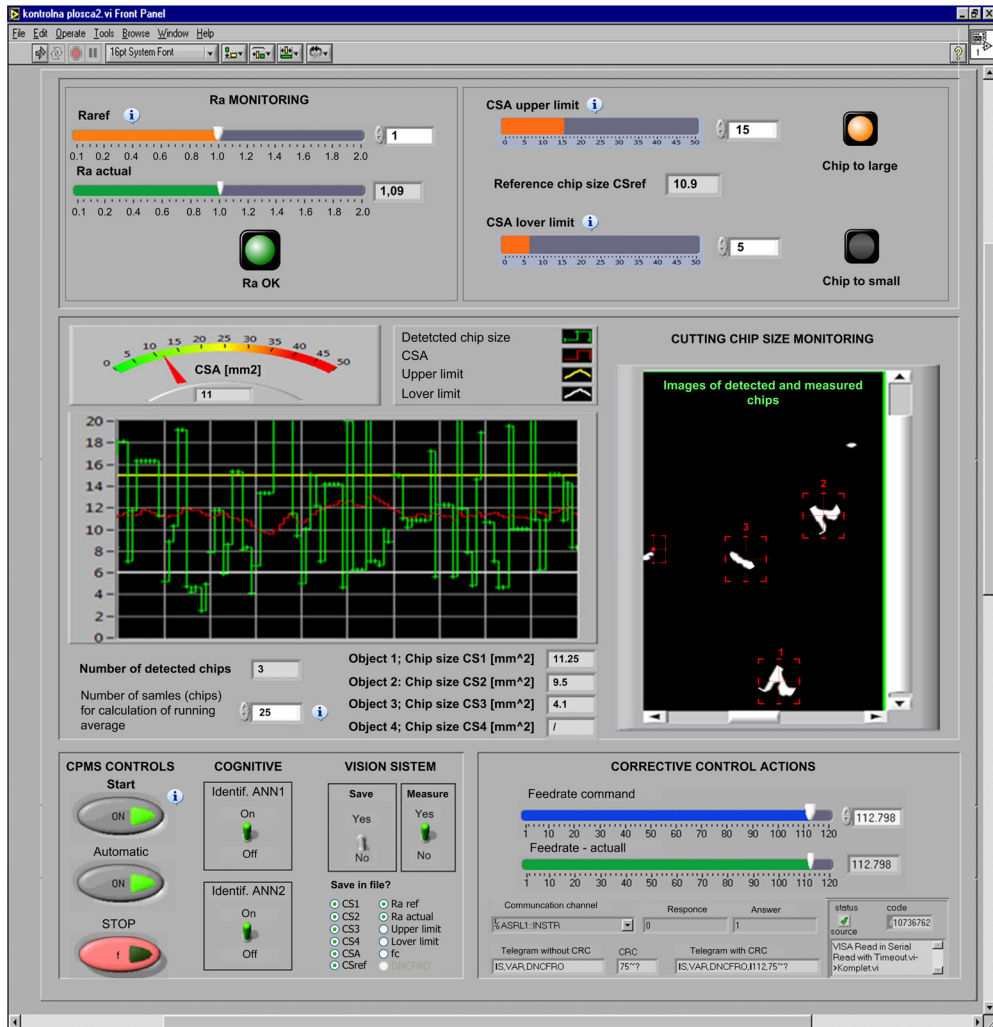 kontrolna plosca2.vi Front Panel
File Edit Operate Tools Browse Window Help
16pt System Font
1
Ra MONITORING
Raref
1
0.1 0.2 0.4 0.6 0.8 1.0 1.2 1.4 1.6 1.8 2.0
Ra actual
1,09
0.1 0.2 0.4 0.6 0.8 1.0 1.2 1.4 1.6 1.8 2.0
Ra OK
CSA upper limit
15
0 5 10 15 20 25 30 35 40 45 50
Chip to large
Reference chip size CSref 10.9
CSA lover limit
5
0 5 10 15 20 25 30 35 40 45 50
Chip to small
0 5 10 15 20 25 30 35 40 45 50
CSA [mm2]
11
Detetcted chip size
CSA
Upper limit
Lover limit
20
18
16
14
12
10
8
6
4
2
0
CUTTING CHIP SIZE MONITORING
Images of detected and measured
chips
2
3
1
Number of detected chips 3
Number of samles (chips)
for calculation of running
average
25
Object 1; Chip size CS1 [mm^2] 11.25
Object 2: Chip size CS2 [mm^2] 9.5
Object 3; Chip size CS3 [mm^2] 4.1
Object 4; Chip size CS4 [mm^2] /
CPMS CONTROLS
Start
ON
Automatic
ON
STOP
f
COGNITIVE
Identif. ANN1
On
Off
Identif. ANN2
On
Off
VISION SISTEM
Save
Yes
No
Measure
Yes
No
Save in file?
CS1 Ra ref
CS2 Ra actual
CS3 Upper limit
CS4 Lover limit
CSA fc
CSref DNCFRO
CORRECTIVE CONTROL ACTIONS
Feedrate command
112.798
1 10 20 30 40 50 60 70 80 90 100 110 120
Feedrate - actuall
112.798
1 10 20 30 40 50 60 70 80 90 100 110 120
Communcation channel Responce Answer
ASRL1::INSTR 0 1
Telegram without CRC CRC Telegram with CRC
IS,VAR,DNCFRO 75~? IS,VAR,DNCFRO,I112,75~?
status code
10736762
source
VISA Read in Serial
Read with Timeout.vi-
>Komplet.vi